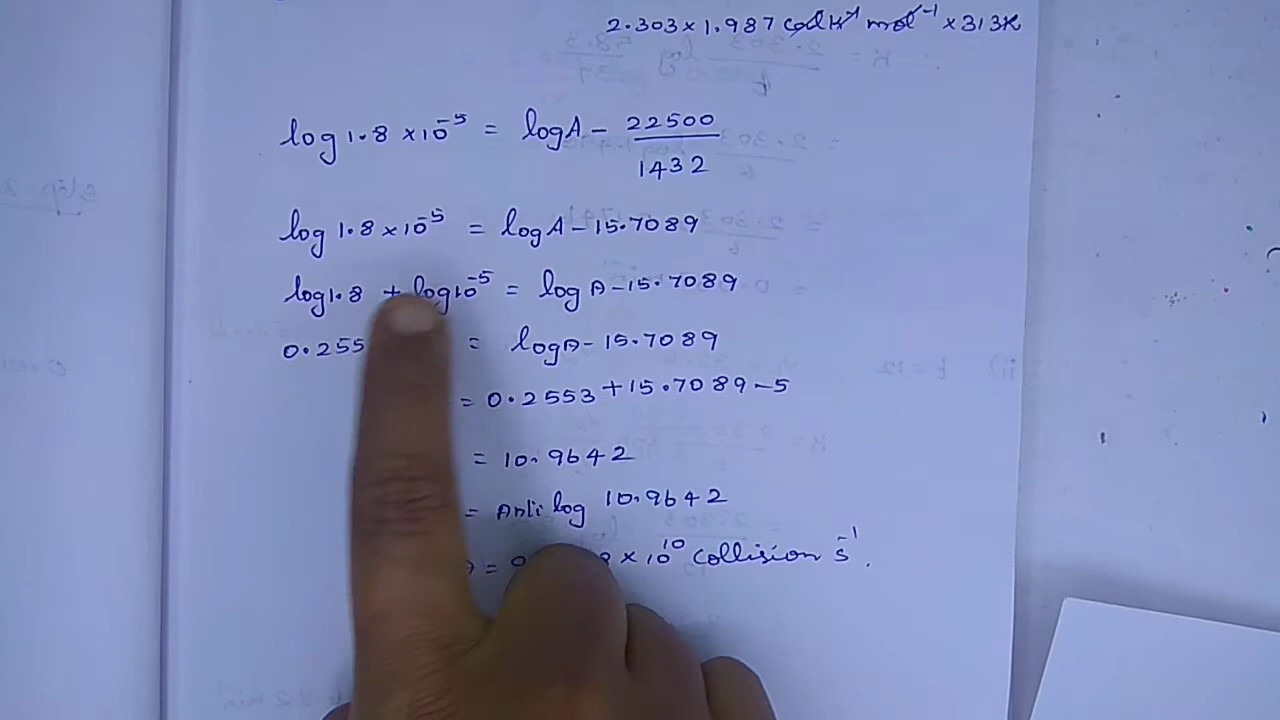 2.303 × 1.987 cal K⁻¹ mol⁻¹ × 313K
log 1.8 × 10⁻⁵ = log A − 22500/1432
log 1.8 × 10⁻⁵ = log A − 15.7089
log 1.8 + log 10⁻⁵ = log A − 15.7089
0.255 = log A − 15.7089
= 0.2553 + 15.7089 − 5
= 10.9642
= Anti log 10.9642
= × 10¹⁰ collision s⁻¹.